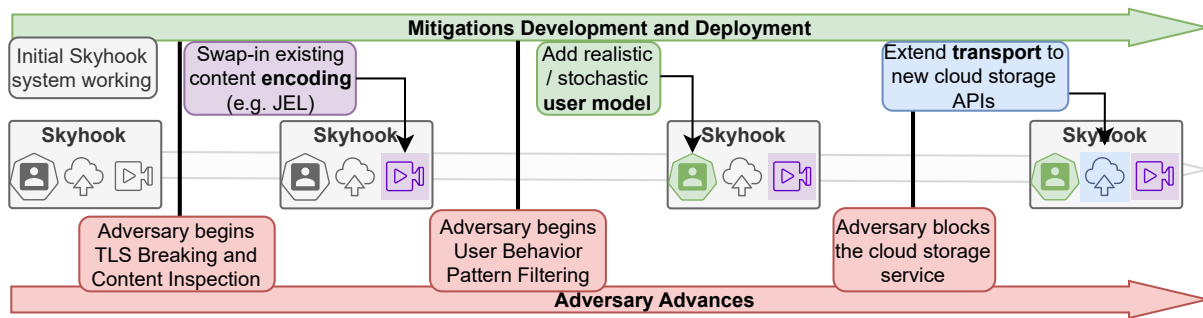 Mitigations Development and Deployment
Initial Skyhook
system working
Swap-in existing
content encoding
(e.g. JEL)
Add realistic
/ stochastic
user model
Extend transport to
new cloud storage
APIs
Skyhook
Skyhook
Skyhook
Skyhook
Adversary begins
TLS Breaking and
Content Inspection
Adversary begins
User Behavior
Pattern Filtering
Adversary blocks
the cloud storage
service
Adversary Advances